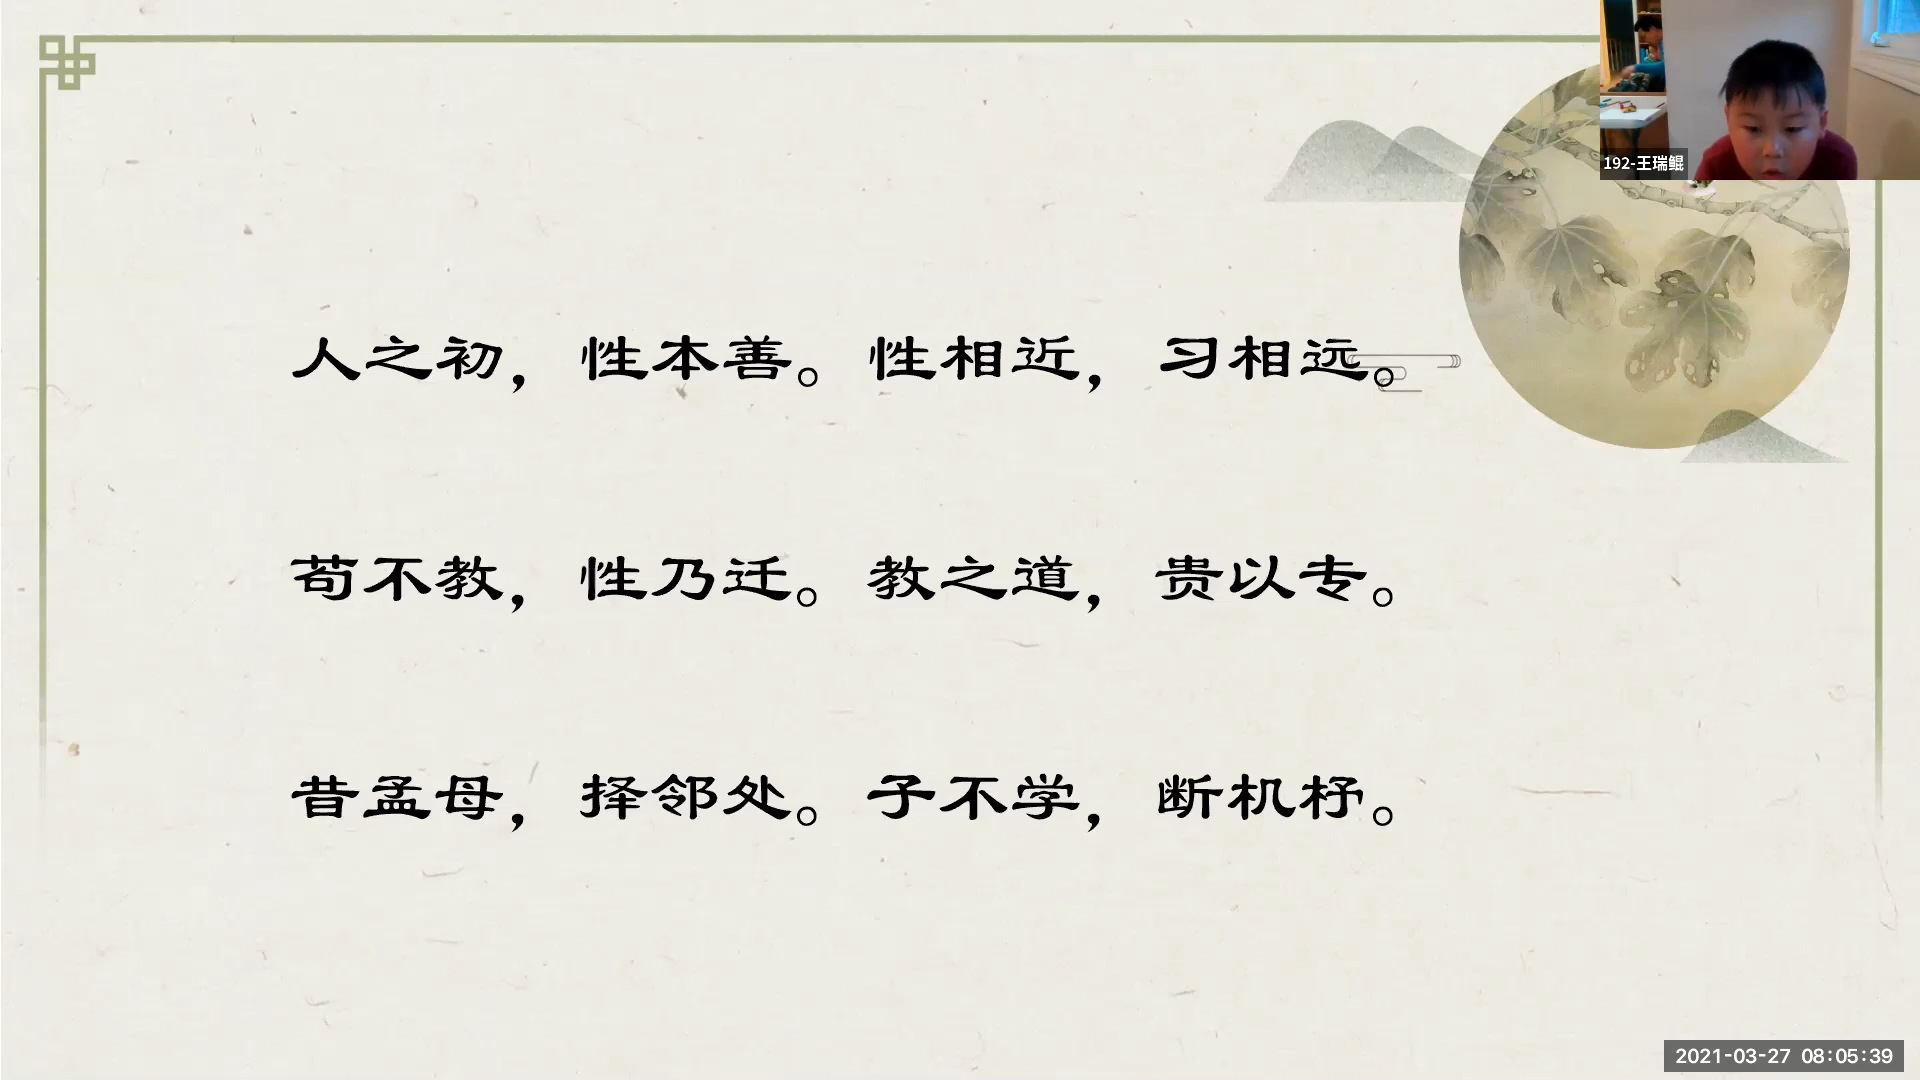 192-王瑞鲲
人之初，性本善。性相近，习相远。
苟不教，性乃迁。教之道，贵以专。
昔孟母，择邻处。子不学，断机杼。
2021-03-27 08:05:39